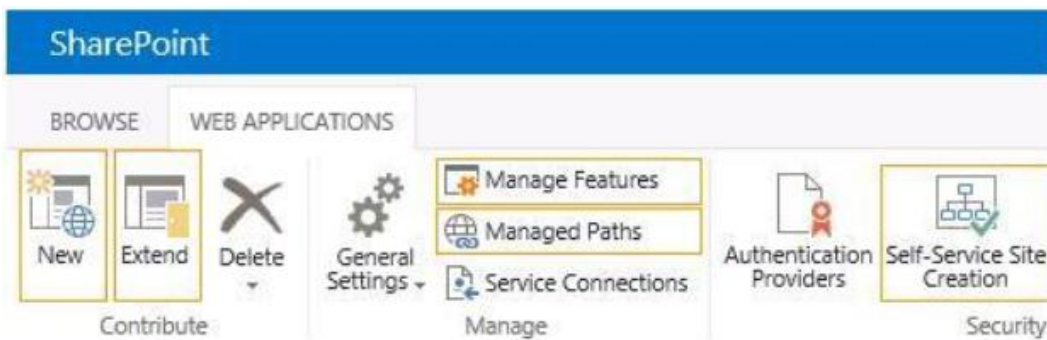 SharePoint
BROWSE WEB APPLICATIONS
New
Extend
Delete
General
Settings
Manage Features
Managed Paths
Service Connections
Authentication
Providers
Self-Service Site
Creation
Contribute
Manage
Security